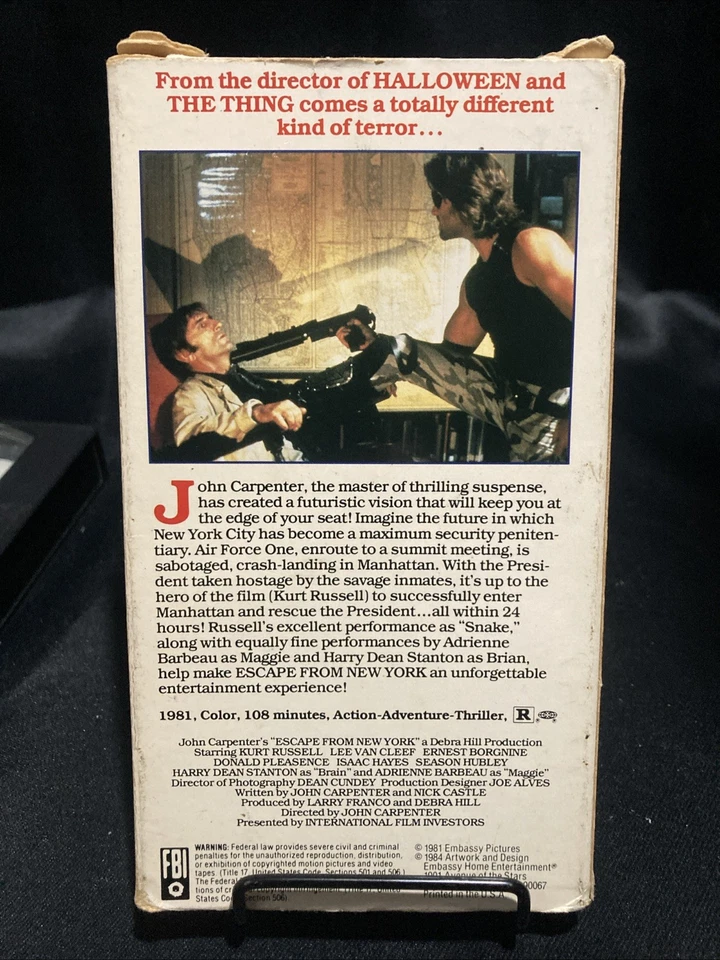 From the director of HALLOWEEN and
THE THING comes a totally different
kind of terror...
John Carpenter, the master of thrilling suspense,
has created a futuristic vision that will keep you at
the edge of your seat! Imagine the future in which
New York City has become a maximum security peniten-
tiary. Air Force One, enroute to a summit meeting, is
sabotaged, crash-landing in Manhattan. With the Presi-
dent taken hostage by the savage inmates, it's up to the
hero of the film (Kurt Russell) to successfully enter
Manhattan and rescue the President...all within 24
hours! Russell's excellent performance as "Snake,"
along with equally fine performances by Adrienne
Barbeau as Maggie and Harry Dean Stanton as Brian,
help make ESCAPE FROM NEW YORK an unforgettable
entertainment experience!
1981, Color, 108 minutes, Action-Adventure-Thriller, R
John Carpenter's "ESCAPE FROM NEW YORK" a Debra Hill Production
Starring KURT RUSSELL LEE VAN CLEEF ERNEST BORGNINE
DONALD PLEASENCE ISAAC HAYES SEASON HUBLEY
HARRY DEAN STANTON as "Brain" and ADRIENNE BARBEAU as "Maggie"
Director of Photography DEAN CUNDEY Production Designer JOE ALVES
Written by JOHN CARPENTER and NICK CASTLE
Produced by LARRY FRANCO and DEBRA HILL
Directed by JOHN CARPENTER
Presented by INTERNATIONAL FILM INVESTORS
FBI
WARNING: Federal law provides severe civil and criminal
penalties for the unauthorized reproduction, distribution,
or exhibition of copyrighted motion pictures and video
tapes. (Title 17, United States Code, Sections 501 and 506)
The Federal
tions of
States
© 1981 Embassy Pictures
© 1984 Artwork and Design
Embassy Home Entertainment®
1901 Avenue of the Stars
90067
Printed in the U.S.A.